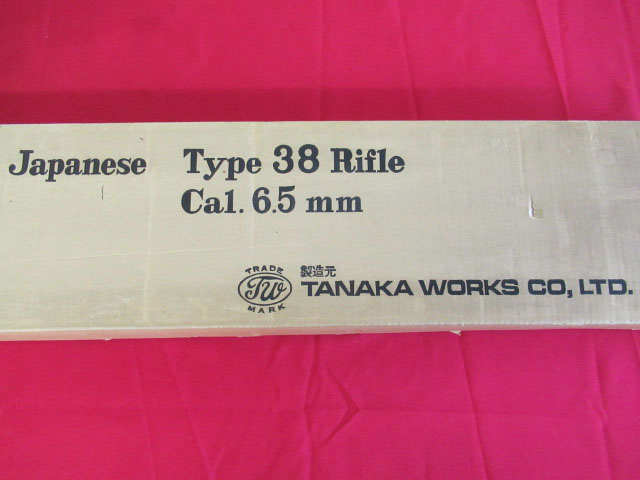 Japanese Type 38 Rifle
Cal. 6.5 mm
TRADE
TW
MARK
製造元
TANAKA WORKS CO., LTD.